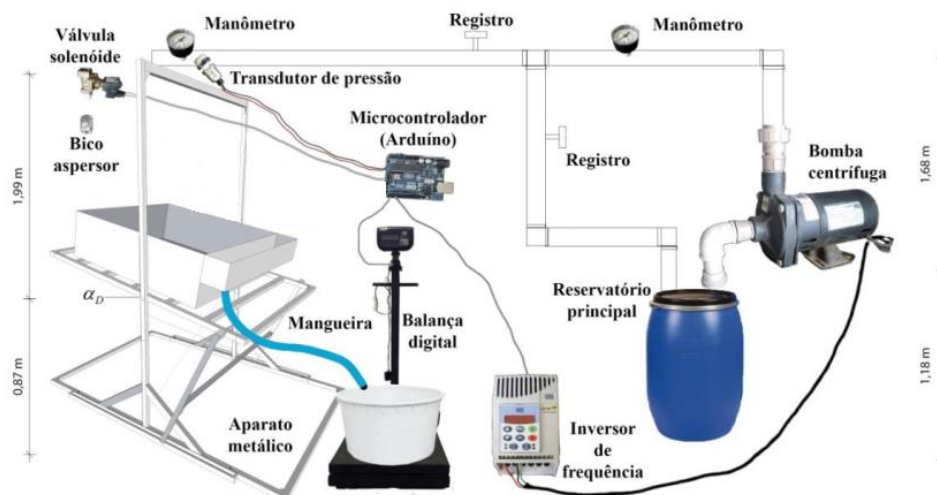 Válvula
solenóide
Manômetro
Registro
Manômetro
Transdutor de pressão
Bico
aspersor
Microcontrolador
(Arduíno)
Registro
Bomba
centrífuga
1,99 m
1,68 m
α_D
Mangueira
Balança
digital
Reservatório
principal
0,87 m
1,18 m
Aparato
metálico
Inversor
de
frequência